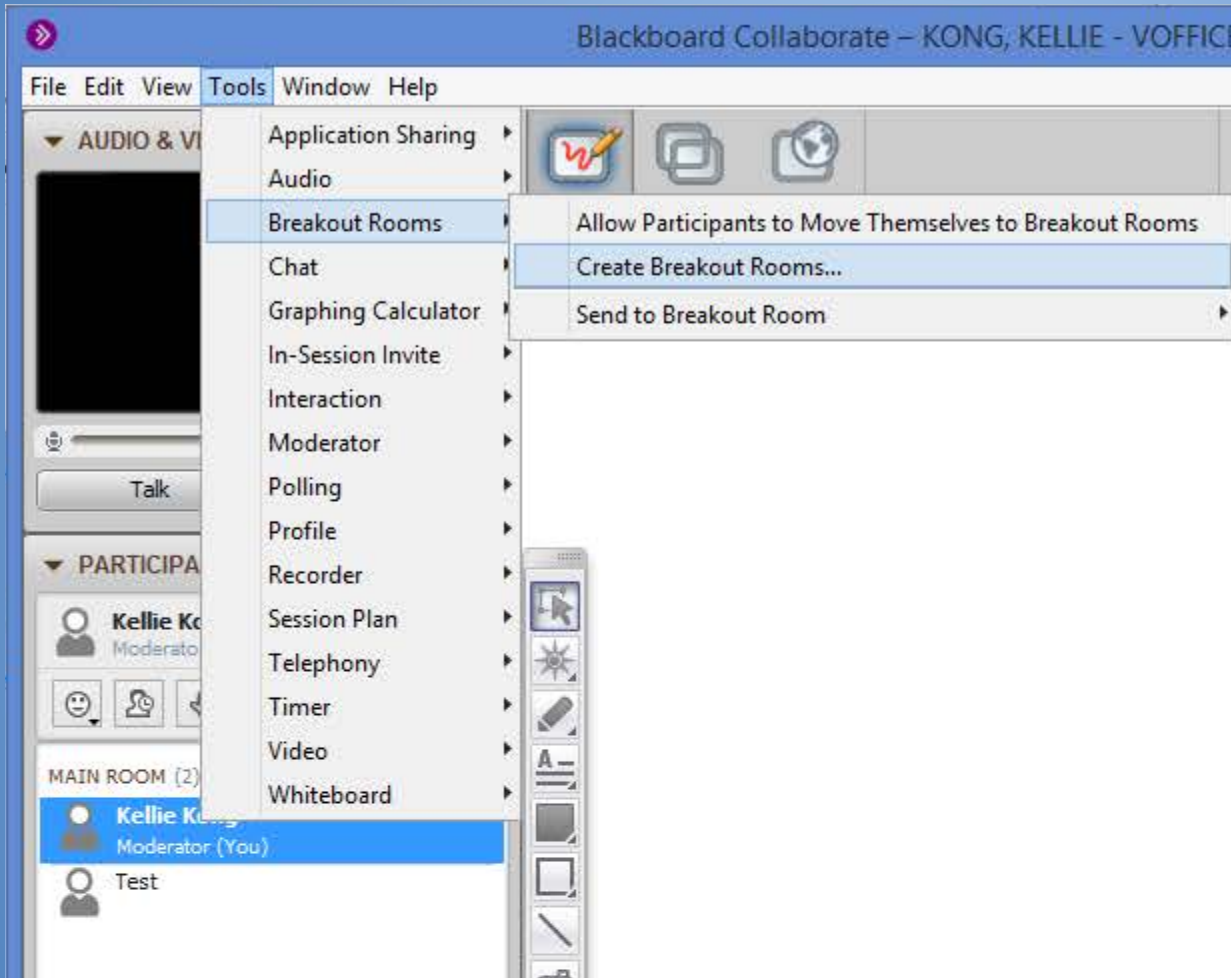 Blackboard Collaborate – KONG, KELLIE - VOFFIC
File Edit View Tools Window Help
AUDIO & VI
Application Sharing
Audio
Breakout Rooms
Allow Participants to Move Themselves to Breakout Rooms
Chat
Create Breakout Rooms...
Graphing Calculator
Send to Breakout Room
In-Session Invite
Interaction
Moderator
Talk
Polling
Profile
PARTICIPA
Recorder
Kellie Ko
Session Plan
Moderato
Telephony
Timer
Video
MAIN ROOM (2)
Whiteboard
Kellie Kong
Moderator (You)
Test
A